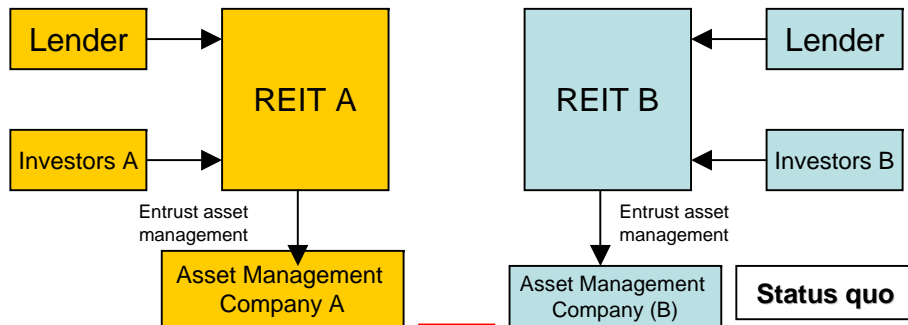 Lender
REIT A
Investors A
Entrust asset
management
Asset Management
Company A
REIT B
Lender
Investors B
Entrust asset
management
Asset Management
Company (B)
Status quo